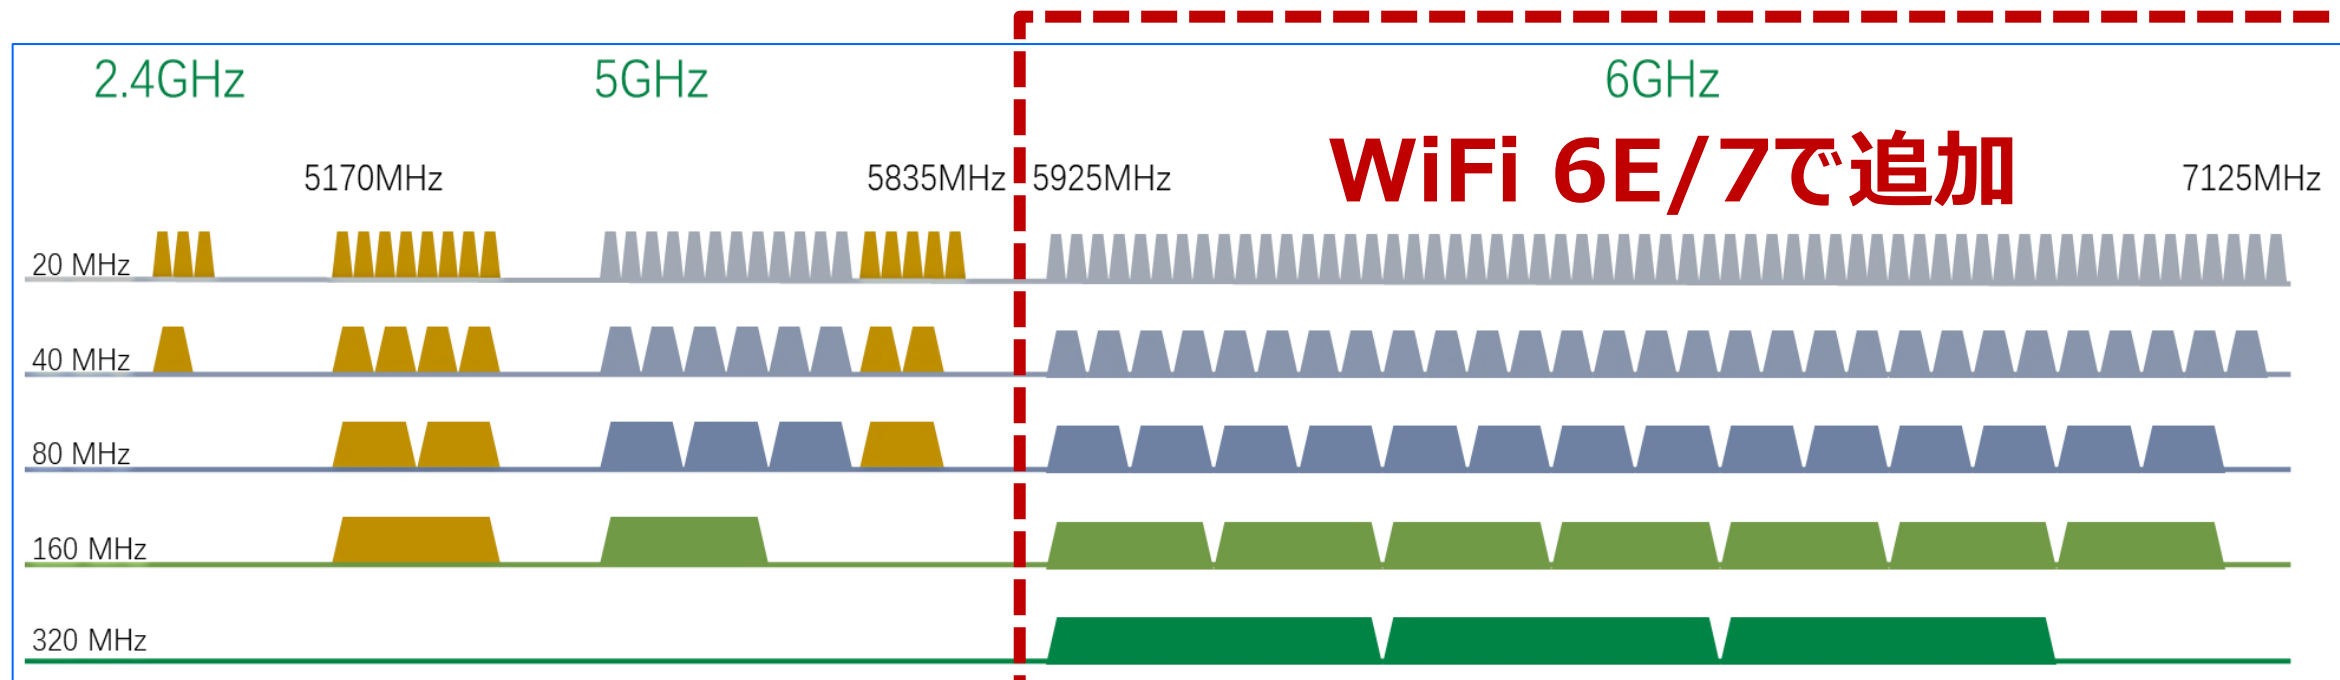 2.4GHz 5GHz 6GHz
WiFi 6E/7で追加
5170MHz 5835MHz 5925MHz 7125MHz
20 MHz
40 MHz
80 MHz
160 MHz
320 MHz